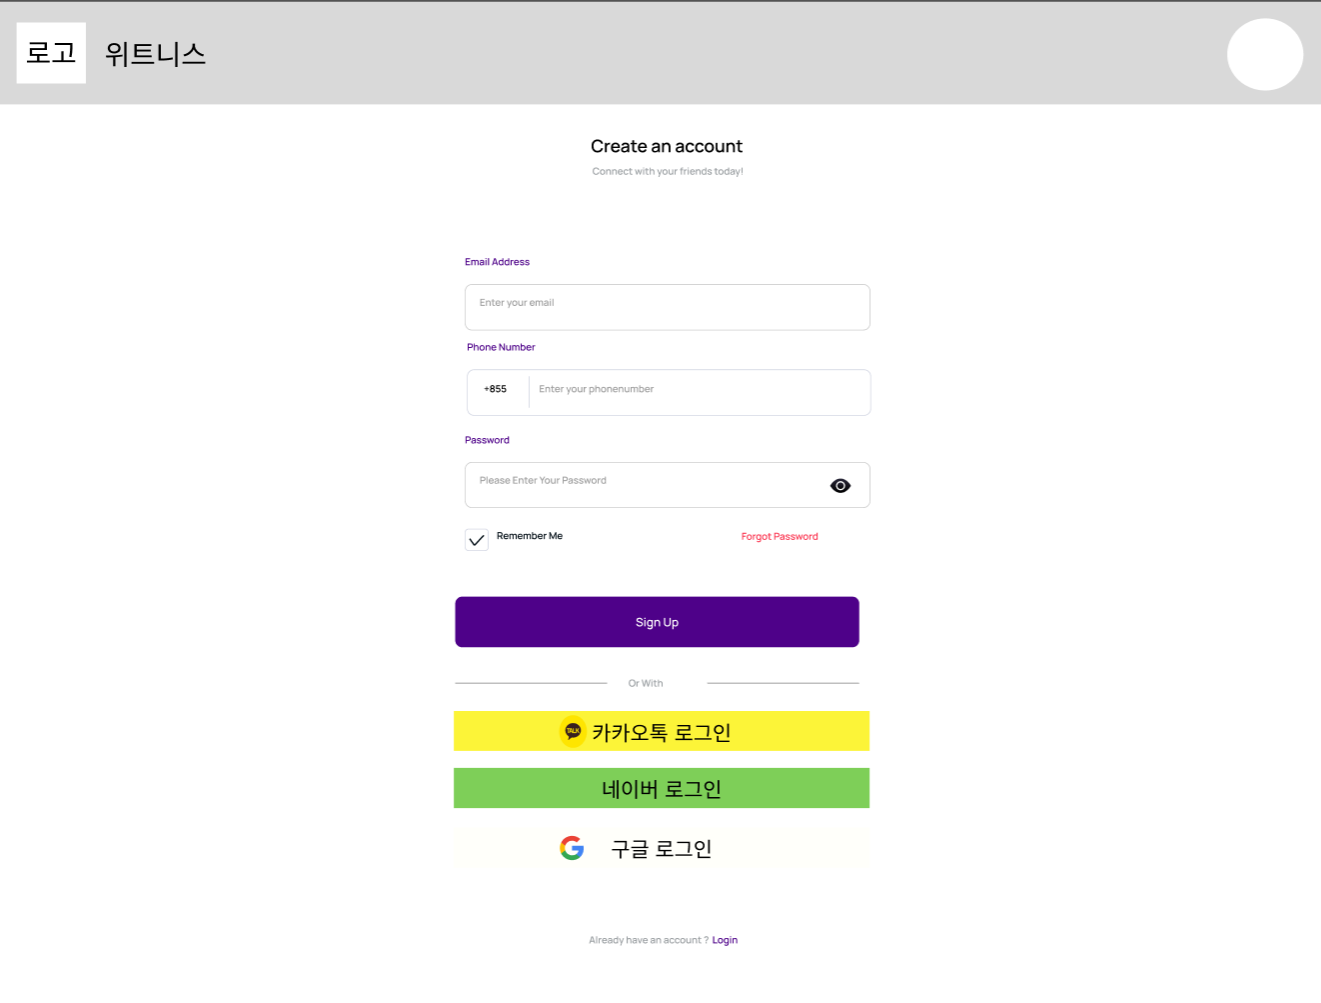 로고 위트니스
Create an account
Connect with your friends today!
Email Address
Enter your email
Phone Number
+855 Enter your phonenumber
Password
Please Enter Your Password
Remember Me Forgot Password
Sign Up
Or With
TALK 카카오톡 로그인
네이버 로그인
G 구글 로그인
Already have an account ? Login